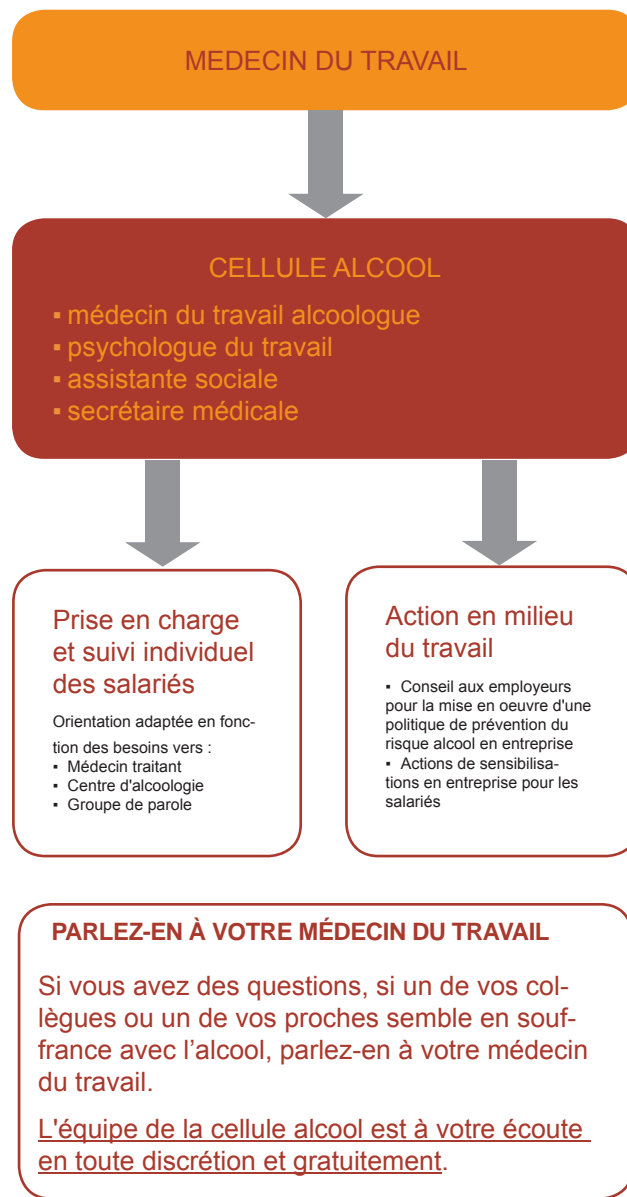 MEDECIN DU TRAVAIL
CELLULE ALCOOL
▪ médecin du travail alcoologue
▪ psychologue du travail
▪ assistante sociale
▪ secrétaire médicale
Prise en charge
et suivi individuel
des salariés
Orientation adaptée en fonc-
tion des besoins vers :
▪ Médecin traitant
▪ Centre d'alcoologie
▪ Groupe de parole
Action en milieu
du travail
▪ Conseil aux employeurs
pour la mise en oeuvre d'une
politique de prévention du
risque alcool en entreprise
▪ Actions de sensibilisa-
tions en entreprise pour les
salariés
PARLEZ-EN À VOTRE MÉDECIN DU TRAVAIL
Si vous avez des questions, si un de vos col-
lègues ou un de vos proches semble en souf-
france avec l’alcool, parlez-en à votre médecin
du travail.
L'équipe de la cellule alcool est à votre écoute
en toute discrétion et gratuitement.